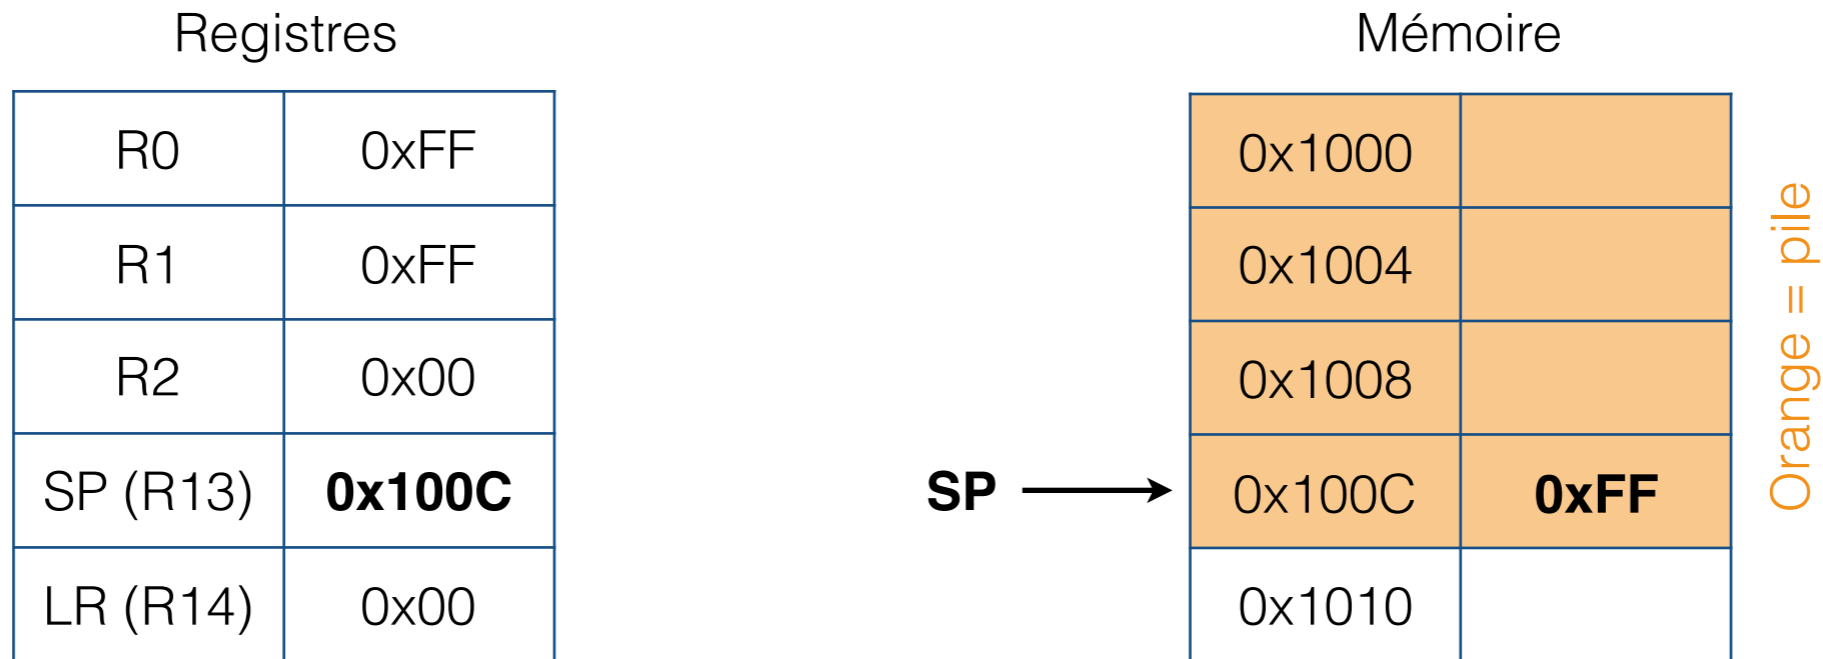 Registres
R0 0xFF
R1 0xFF
R2 0x00
SP (R13) 0x100C
LR (R14) 0x00
Mémoire
0x1000
0x1004
0x1008
SP 0x100C 0xFF
0x1010
Orange = pile